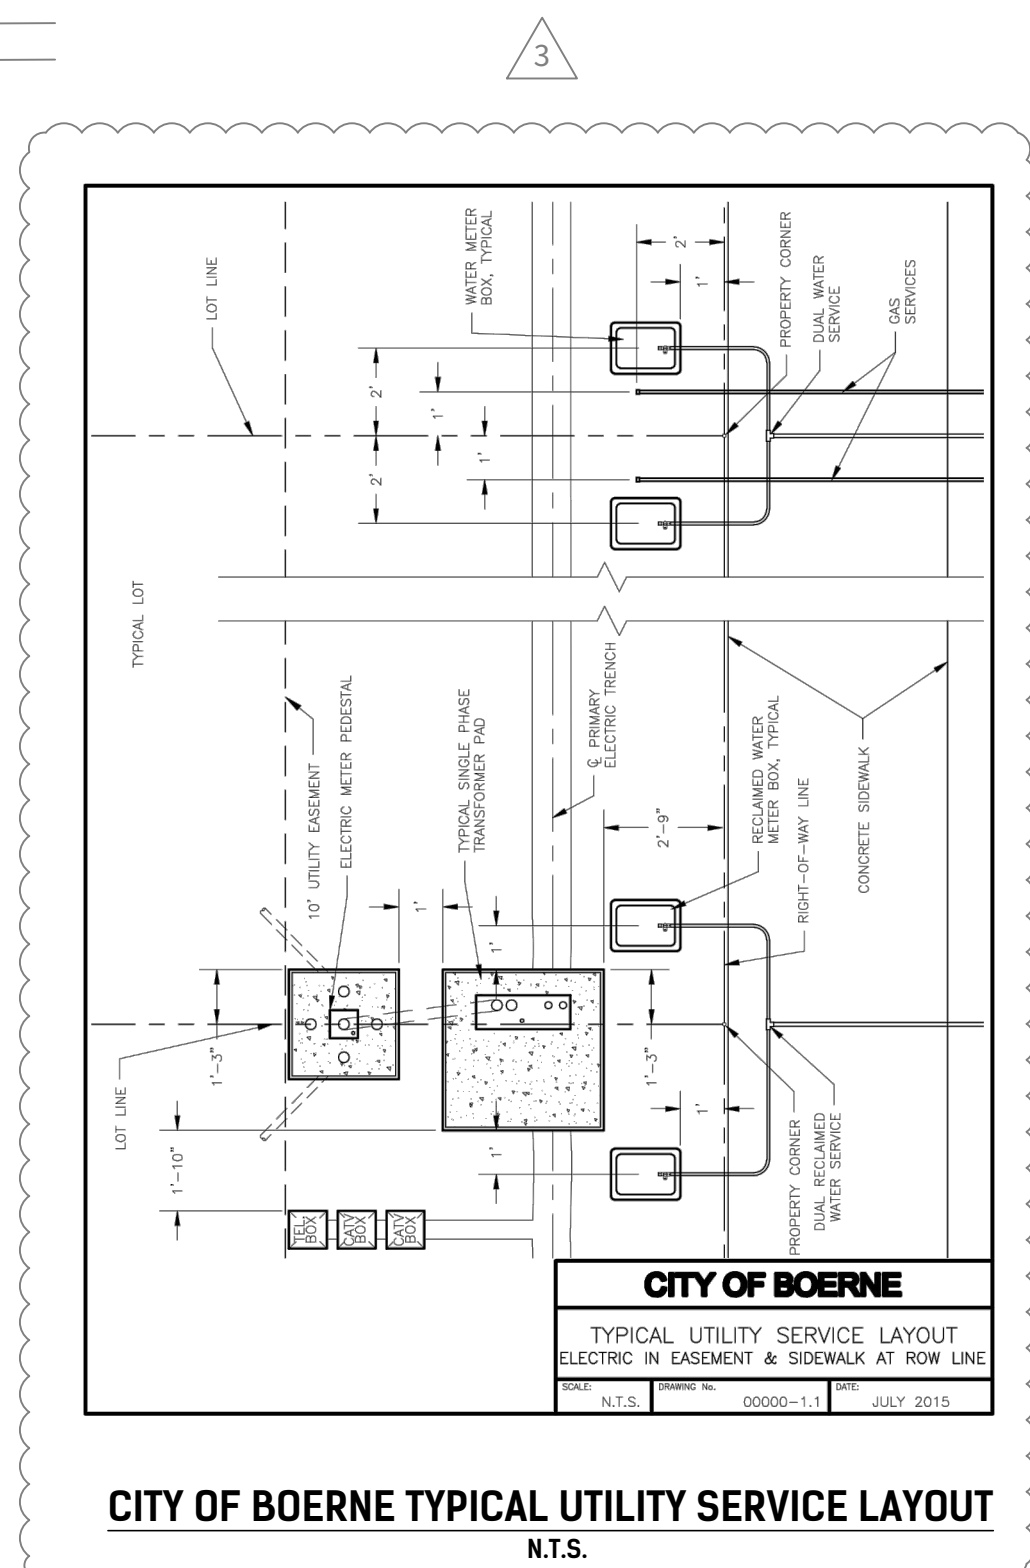 3
LOT LINE
WATER METER
BOX, TYPICAL
2'
1'
PROPERTY CORNER
DUAL WATER
SERVICE
GAS
SERVICES
2'
1'
1'
2'
TYPICAL LOT
10' UTILITY EASEMENT
ELECTRIC METER PEDESTAL
TYPICAL SINGLE PHASE
TRANSFORMER PAD
℄ PRIMARY
ELECTRIC TRENCH
2'-9"
RECLAIMED WATER
METER BOX, TYPICAL
RIGHT-OF-WAY LINE
CONCRETE SIDEWALK
1'
1'
LOT LINE
1'-3"
1'-3"
1'-10"
1'
1'
PROPERTY CORNER
DUAL RECLAIMED
WATER SERVICE
TEL
BOX
CATV
BOX
CATV
BOX
CITY OF BOERNE
TYPICAL UTILITY SERVICE LAYOUT
ELECTRIC IN EASEMENT & SIDEWALK AT ROW LINE
SCALE: N.T.S.
DRAWING No. 00000-1.1
DATE: JULY 2015
CITY OF BOERNE TYPICAL UTILITY SERVICE LAYOUT
N.T.S.